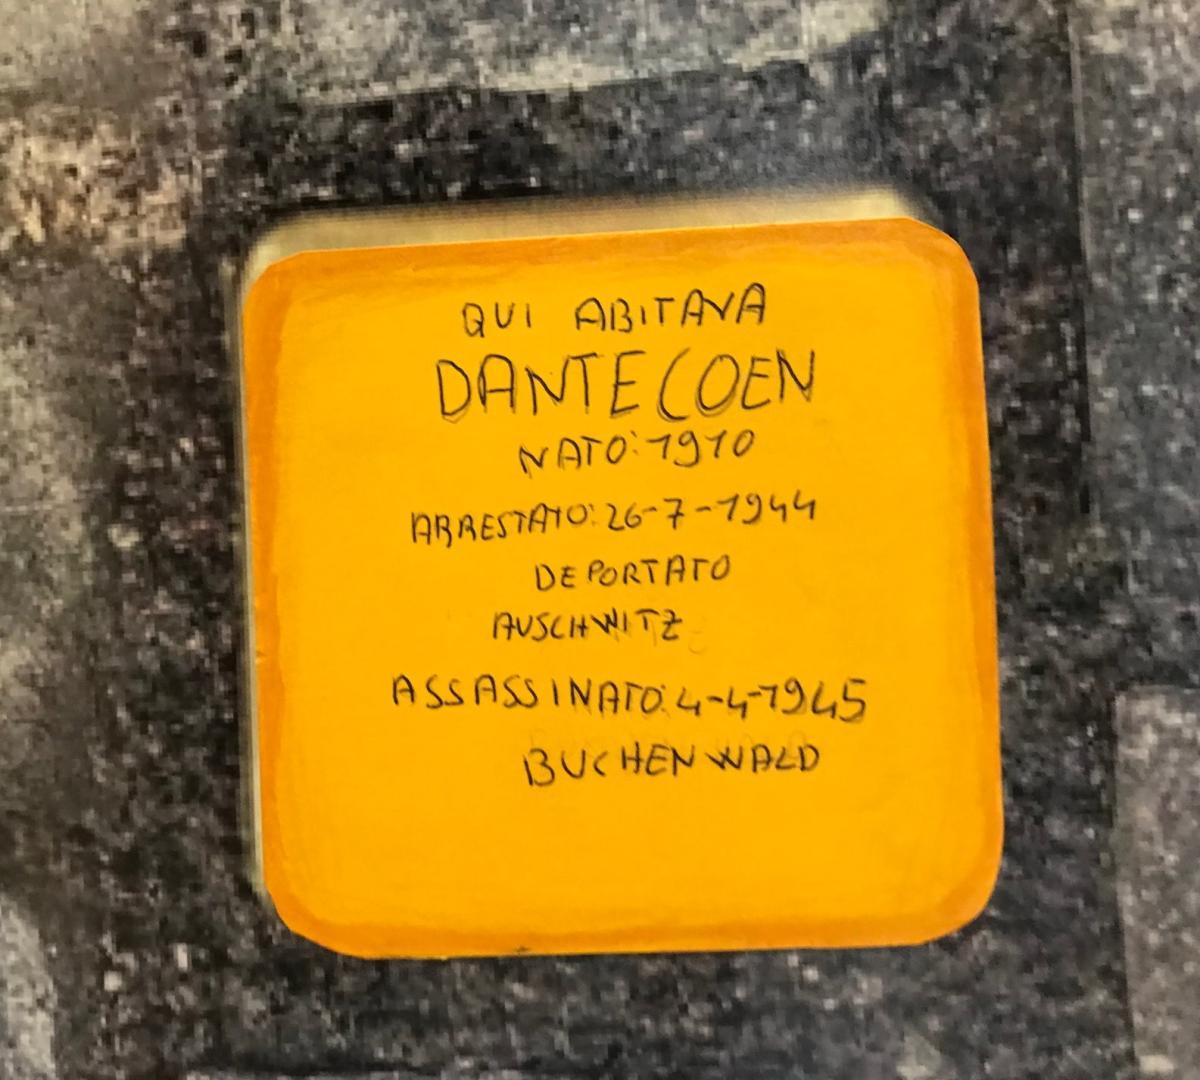 QUI ABITAVA
DANTE COEN
NATO: 1910
ARRESTATO: 26-7-1944
DEPORTATO
AUSCHWITZ
ASSASSINATO: 4-4-1945
BUCHENWALD